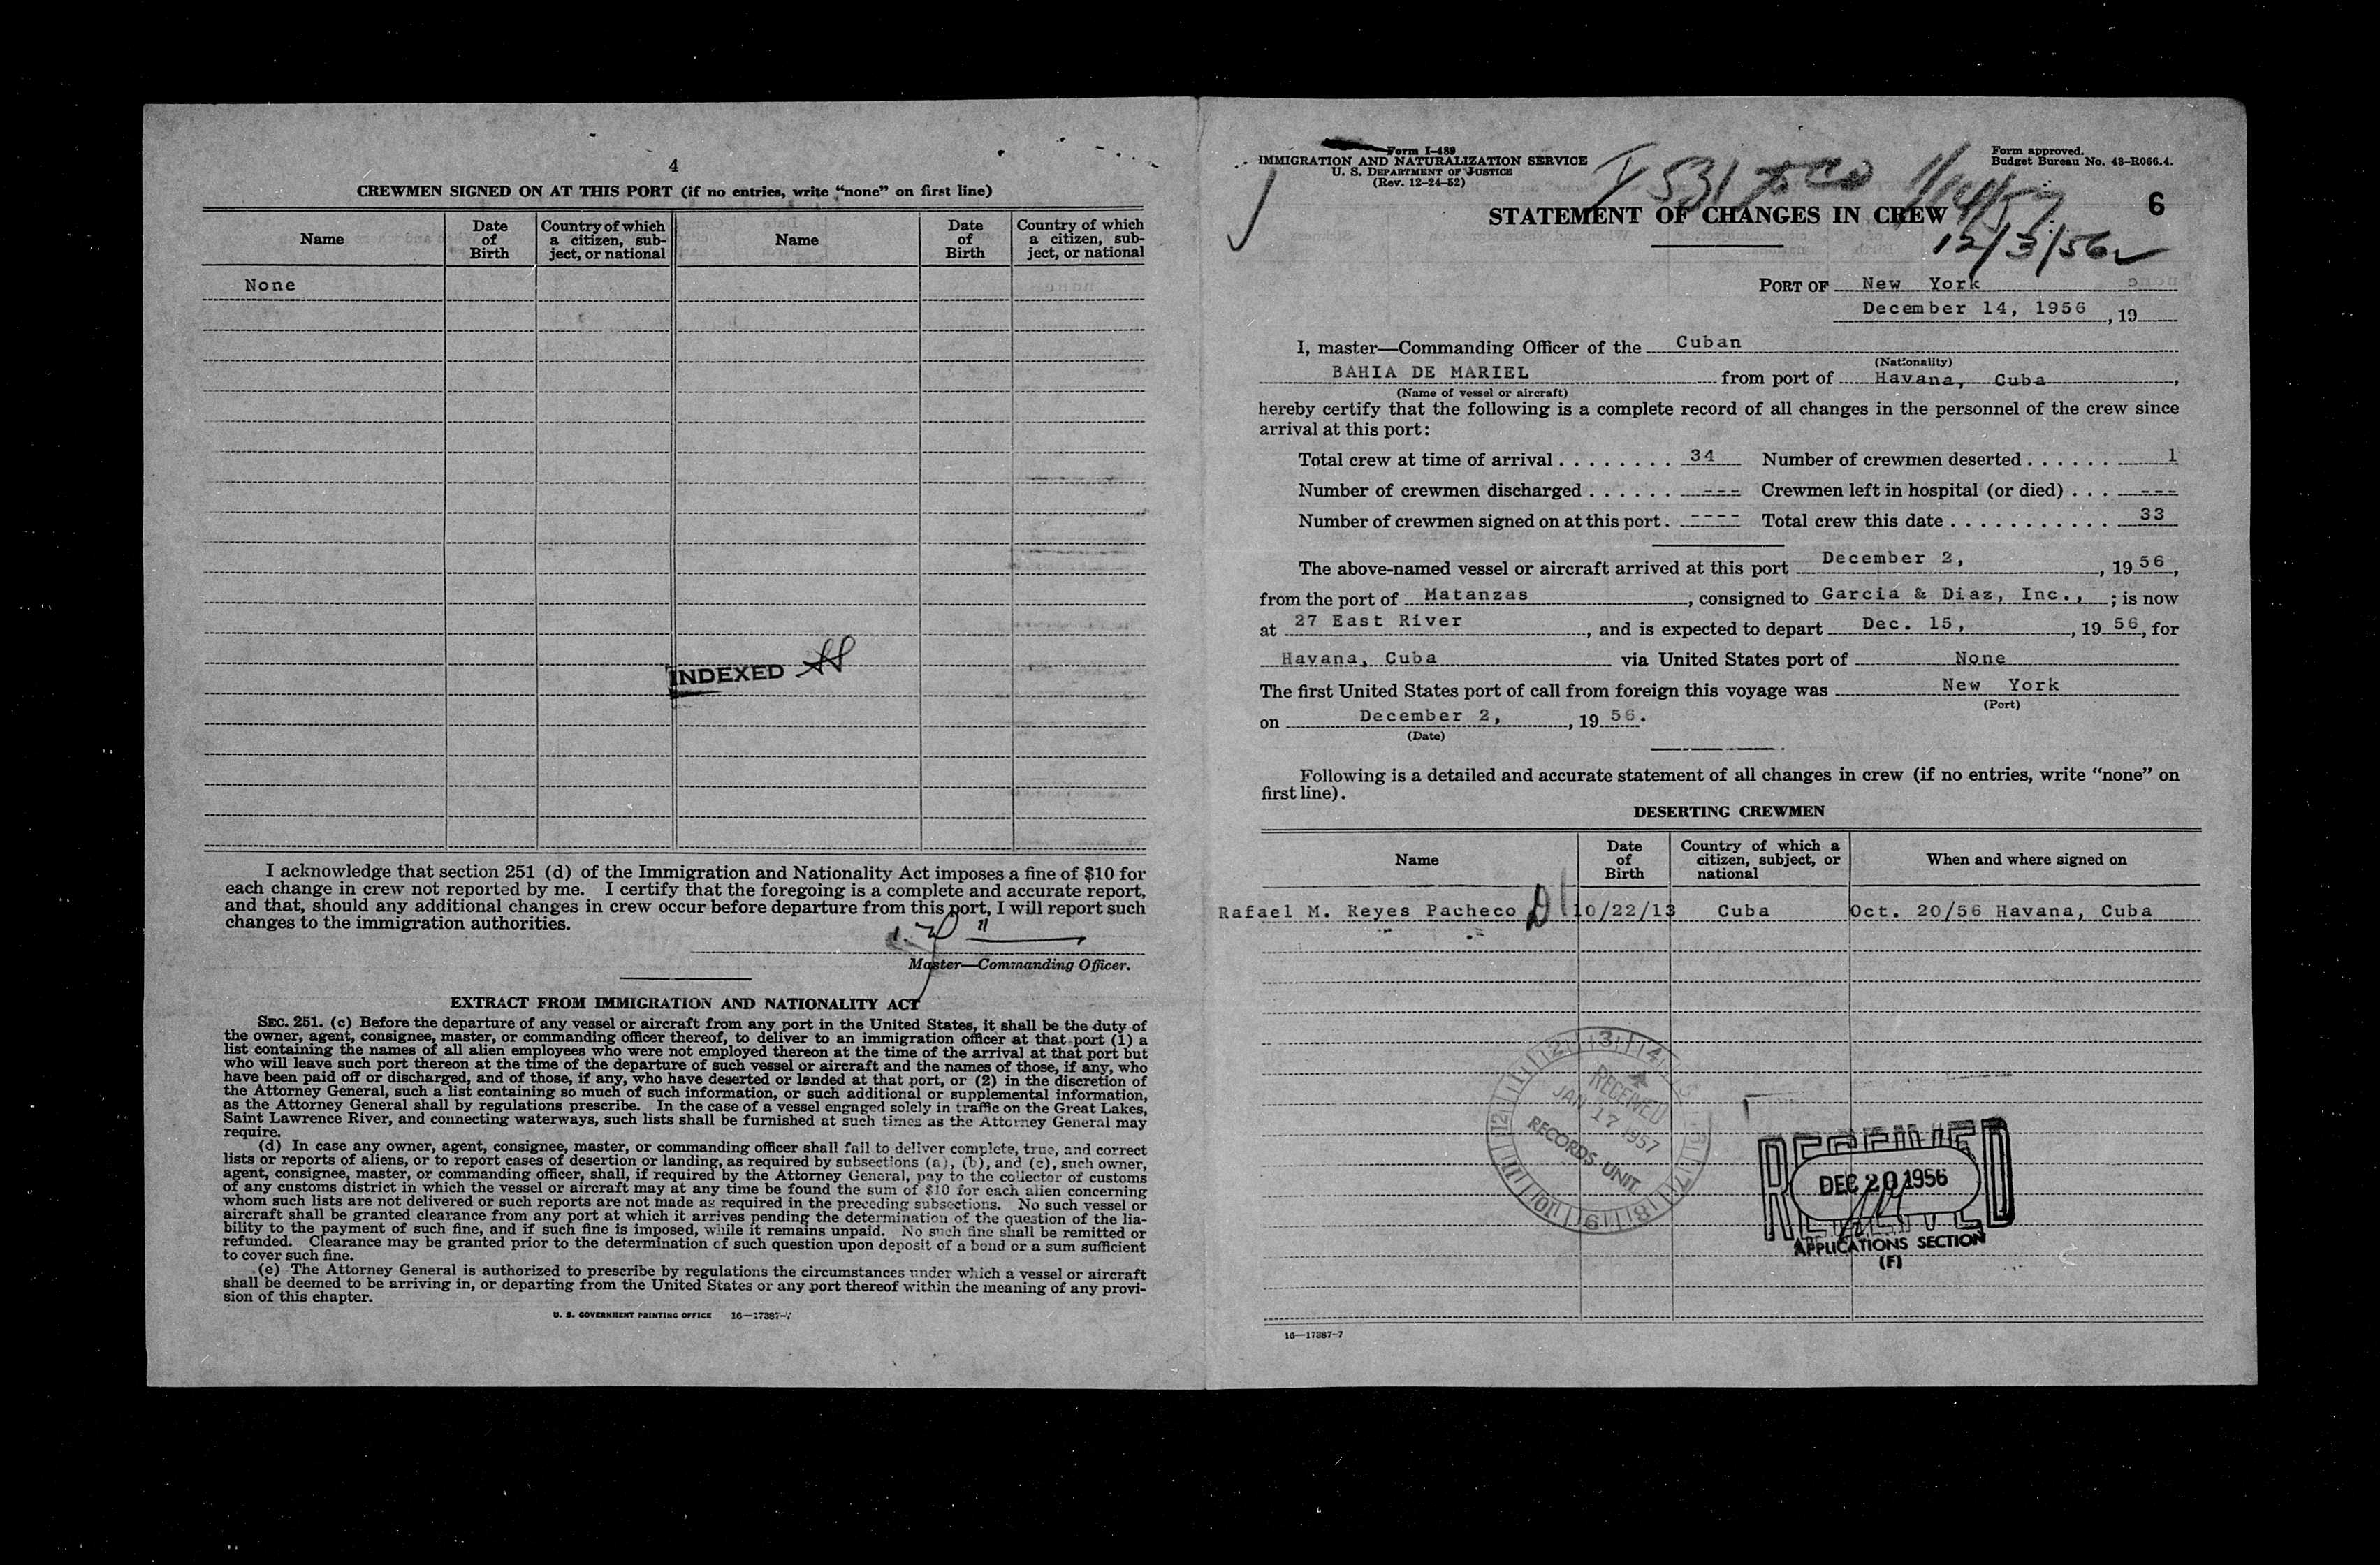 4
CREWMEN SIGNED ON AT THIS PORT (if no entries, write “none” on first line)
Name
Date of Birth
Country of which a citizen, subject, or national
Name
Date of Birth
Country of which a citizen, subject, or national
None
INDEXED
I acknowledge that section 251 (d) of the Immigration and Nationality Act imposes a fine of $10 for
each change in crew not reported by me. I certify that the foregoing is a complete and accurate report,
and that, should any additional changes in crew occur before departure from this port, I will report such
changes to the immigration authorities.
Master—Commanding Officer.
EXTRACT FROM IMMIGRATION AND NATIONALITY ACT
SEC. 251. (c) Before the departure of any vessel or aircraft from any port in the United States, it shall be the duty of
the owner, agent, consignee, master, or commanding officer thereof, to deliver to an immigration officer at that port (1) a
list containing the names of all alien employees who were not employed thereon at the time of the arrival at that port but
who will leave such port thereon at the time of the departure of such vessel or aircraft and the names of those, if any, who
have been paid off or discharged, and of those, if any, who have deserted or landed at that port, or (2) in the discretion of
the Attorney General, such a list containing so much of such information, or such additional or supplemental information,
as the Attorney General shall by regulations prescribe. In the case of a vessel engaged solely in traffic on the Great Lakes,
Saint Lawrence River, and connecting waterways, such lists shall be furnished at such times as the Attorney General may
require.
(d) In case any owner, agent, consignee, master, or commanding officer shall fail to deliver complete, true, and correct
lists or reports of aliens, or to report cases of desertion or landing, as required by subsections (a), (b), and (c), such owner,
agent, consignee, master, or commanding officer, shall, if required by the Attorney General, pay to the collector of customs
of any customs district in which the vessel or aircraft may at any time be found the sum of $10 for each alien concerning
whom such lists are not delivered or such reports are not made as required in the preceding subsections. No such vessel or
aircraft shall be granted clearance from any port at which it arrives pending the determination of the question of the lia-
bility to the payment of such fine, and if such fine is imposed, while it remains unpaid. No such fine shall be remitted or
refunded. Clearance may be granted prior to the determination of such question upon deposit of a bond or a sum sufficient
to cover such fine.
(e) The Attorney General is authorized to prescribe by regulations the circumstances under which a vessel or aircraft
shall be deemed to be arriving in, or departing from the United States or any port thereof within the meaning of any provi-
sion of this chapter.
U. S. GOVERNMENT PRINTING OFFICE 16—17387-7
Form I-489
IMMIGRATION AND NATURALIZATION SERVICE
U. S. DEPARTMENT OF JUSTICE
(Rev. 12-24-52)
Form approved.
Budget Bureau No. 43-R066.4.
I 531 to CO 1/14/57
6
STATEMENT OF CHANGES IN CREW
12/3/56
PORT OF New York
December 14, 1956, 19
I, master—Commanding Officer of the Cuban
(Nationality)
BAHIA DE MARIEL from port of Havana, Cuba,
(Name of vessel or aircraft)
hereby certify that the following is a complete record of all changes in the personnel of the crew since
arrival at this port:
Total crew at time of arrival . . . . . . . . 34 Number of crewmen deserted . . . . . . 1
Number of crewmen discharged . . . . . . --- Crewmen left in hospital (or died) . . . ---
Number of crewmen signed on at this port . ---- Total crew this date . . . . . . . . . . . . 33
The above-named vessel or aircraft arrived at this port December 2, , 19 56,
from the port of Matanzas, consigned to Garcia & Diaz, Inc., ; is now
at 27 East River, and is expected to depart Dec. 15, , 19 56, for
Havana, Cuba via United States port of None
The first United States port of call from foreign this voyage was New York
(Port)
on December 2, , 19 56.
(Date)
Following is a detailed and accurate statement of all changes in crew (if no entries, write “none” on
first line).
DESERTING CREWMEN
Name
Date of Birth
Country of which a citizen, subject, or national
When and where signed on
Rafael M. Reyes Pacheco 10/22/13 Cuba Oct. 20/56 Havana, Cuba
RECEIVED
JAN 17 1957
RECORDS UNIT
RECEIVED
DEC 20 1956
APPLICATIONS SECTION
(F)
16—17387-7